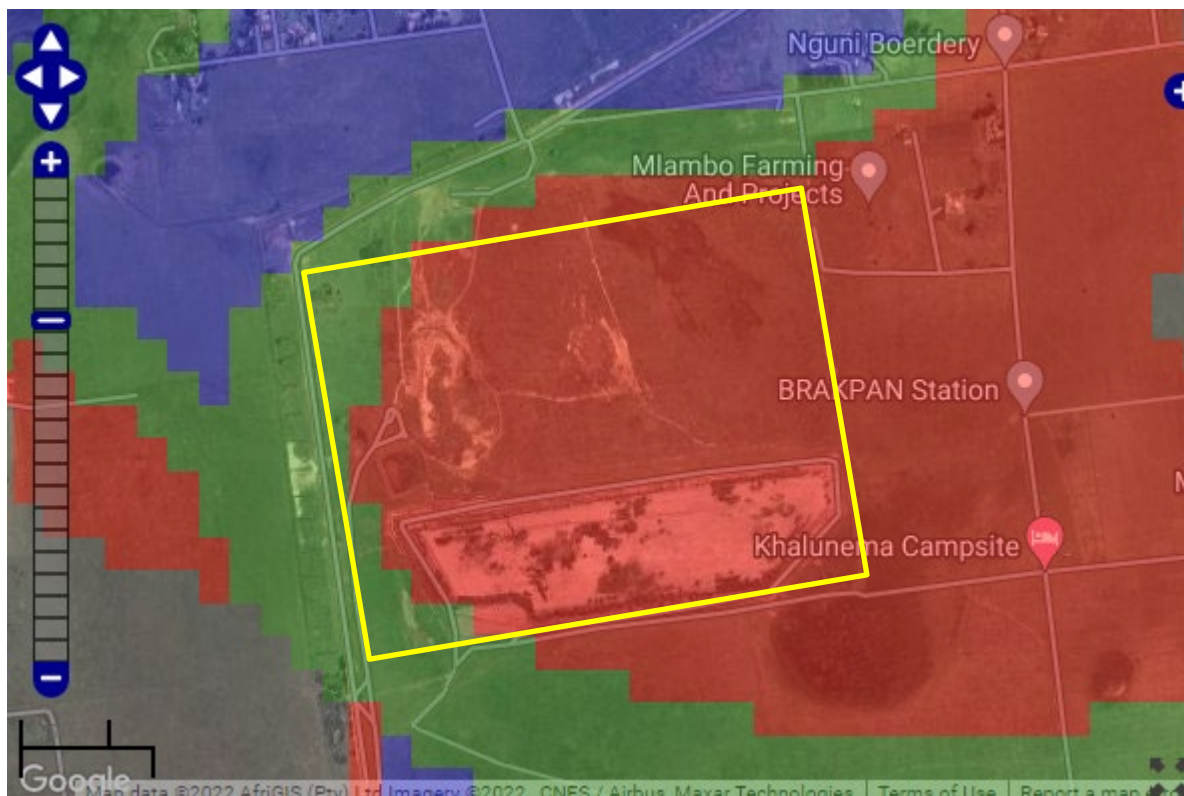 Nguni Boerdery
Mlambo Farming
And Projects
BRAKPAN Station
Khalunema Campsite
M
Google
Map data ©2022 AfriGIS (Pty) Ltd Imagery ©2022 , CNES / Airbus, Maxar Technologies
Terms of Use
Report a map